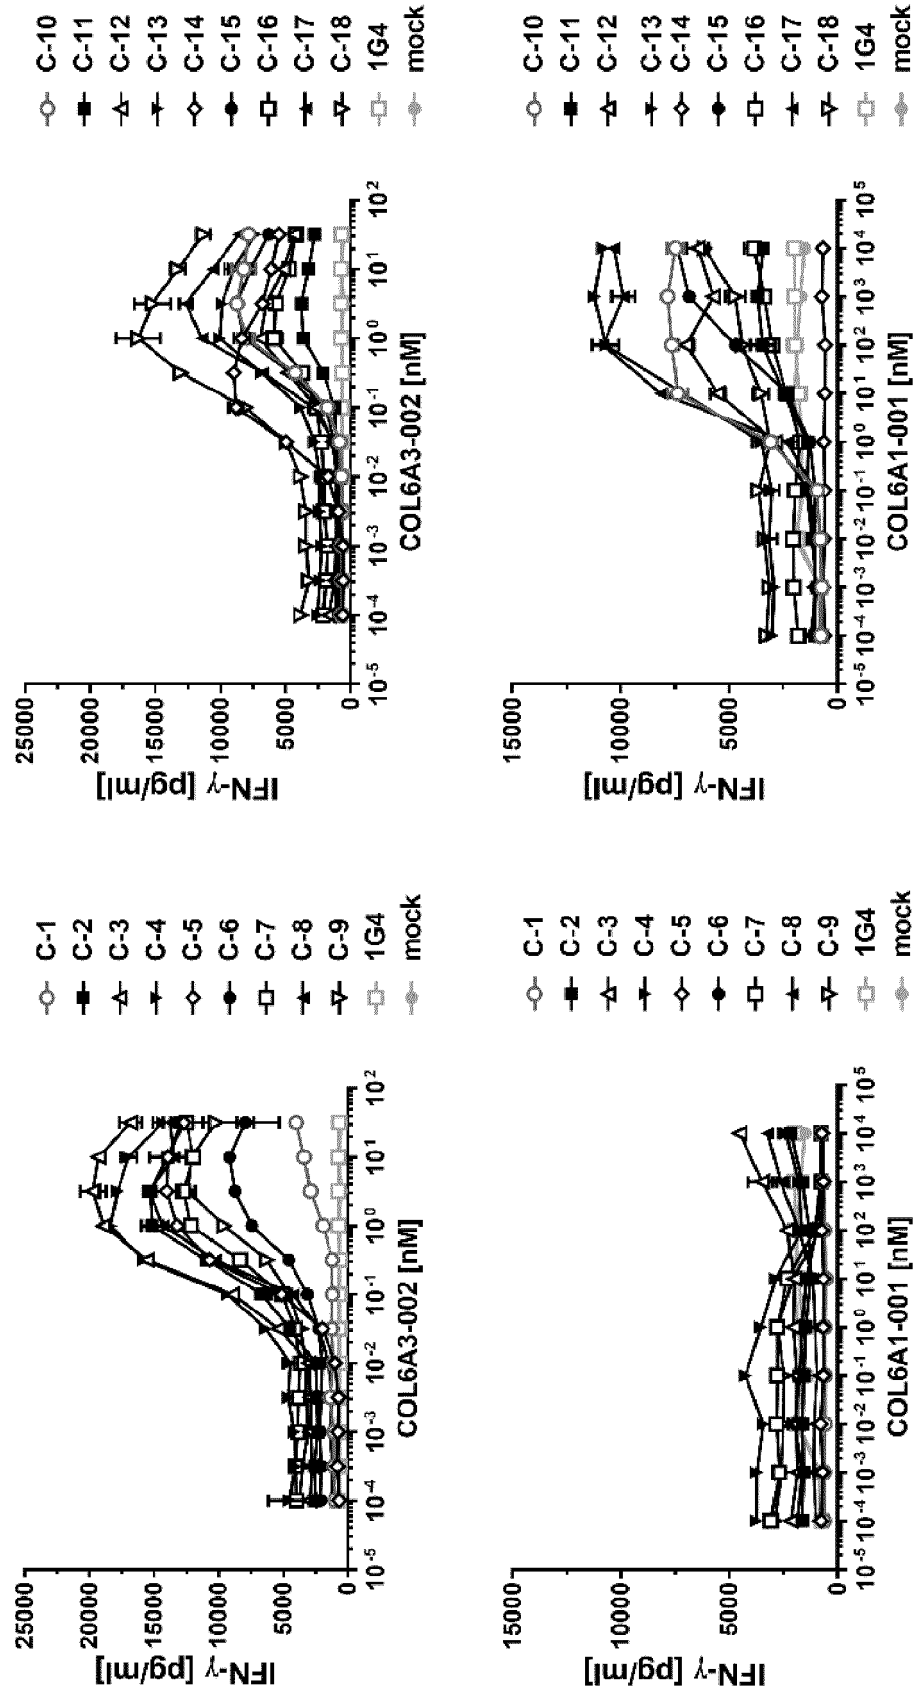 IFN-γ [pg/ml]
25000
20000
15000
10000
5000
0
10-5 10-4 10-3 10-2 10-1 100 101 102
COL6A3-002 [nM]
C-1
C-2
C-3
C-4
C-5
C-6
C-7
C-8
C-9
1G4
mock
IFN-γ [pg/ml]
25000
20000
15000
10000
5000
0
10-5 10-4 10-3 10-2 10-1 100 101 102
COL6A3-002 [nM]
C-10
C-11
C-12
C-13
C-14
C-15
C-16
C-17
C-18
1G4
mock
IFN-γ [pg/ml]
15000
10000
5000
0
10-5 10-4 10-3 10-2 10-1 100 101 102 103 104 105
COL6A1-001 [nM]
C-1
C-2
C-3
C-4
C-5
C-6
C-7
C-8
C-9
1G4
mock
IFN-γ [pg/ml]
15000
10000
5000
0
10-5 10-4 10-3 10-2 10-1 100 101 102 103 104 105
COL6A1-001 [nM]
C-10
C-11
C-12
C-13
C-14
C-15
C-16
C-17
C-18
1G4
mock